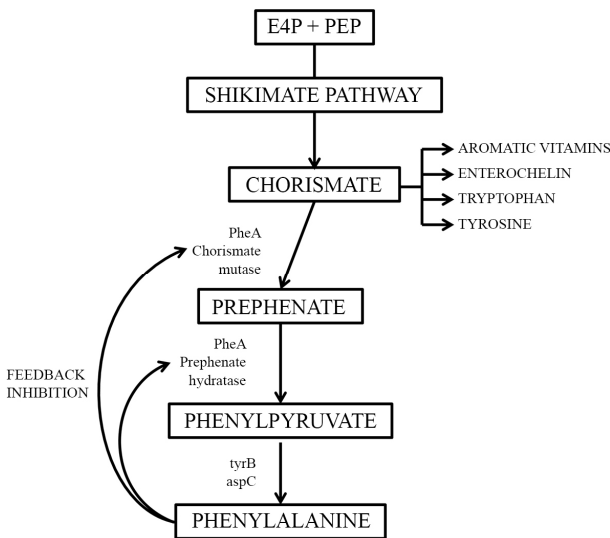 E4P + PEP
SHIKIMATE PATHWAY
CHORISMATE
AROMATIC VITAMINS
ENTEROCHELIN
TRYPTOPHAN
TYROSINE
PheA
Chorismate
mutase
PREPHENATE
PheA
Prephenate
hydratase
FEEDBACK
INHIBITION
PHENYLPYRUVATE
tyrB
aspC
PHENYLALANINE